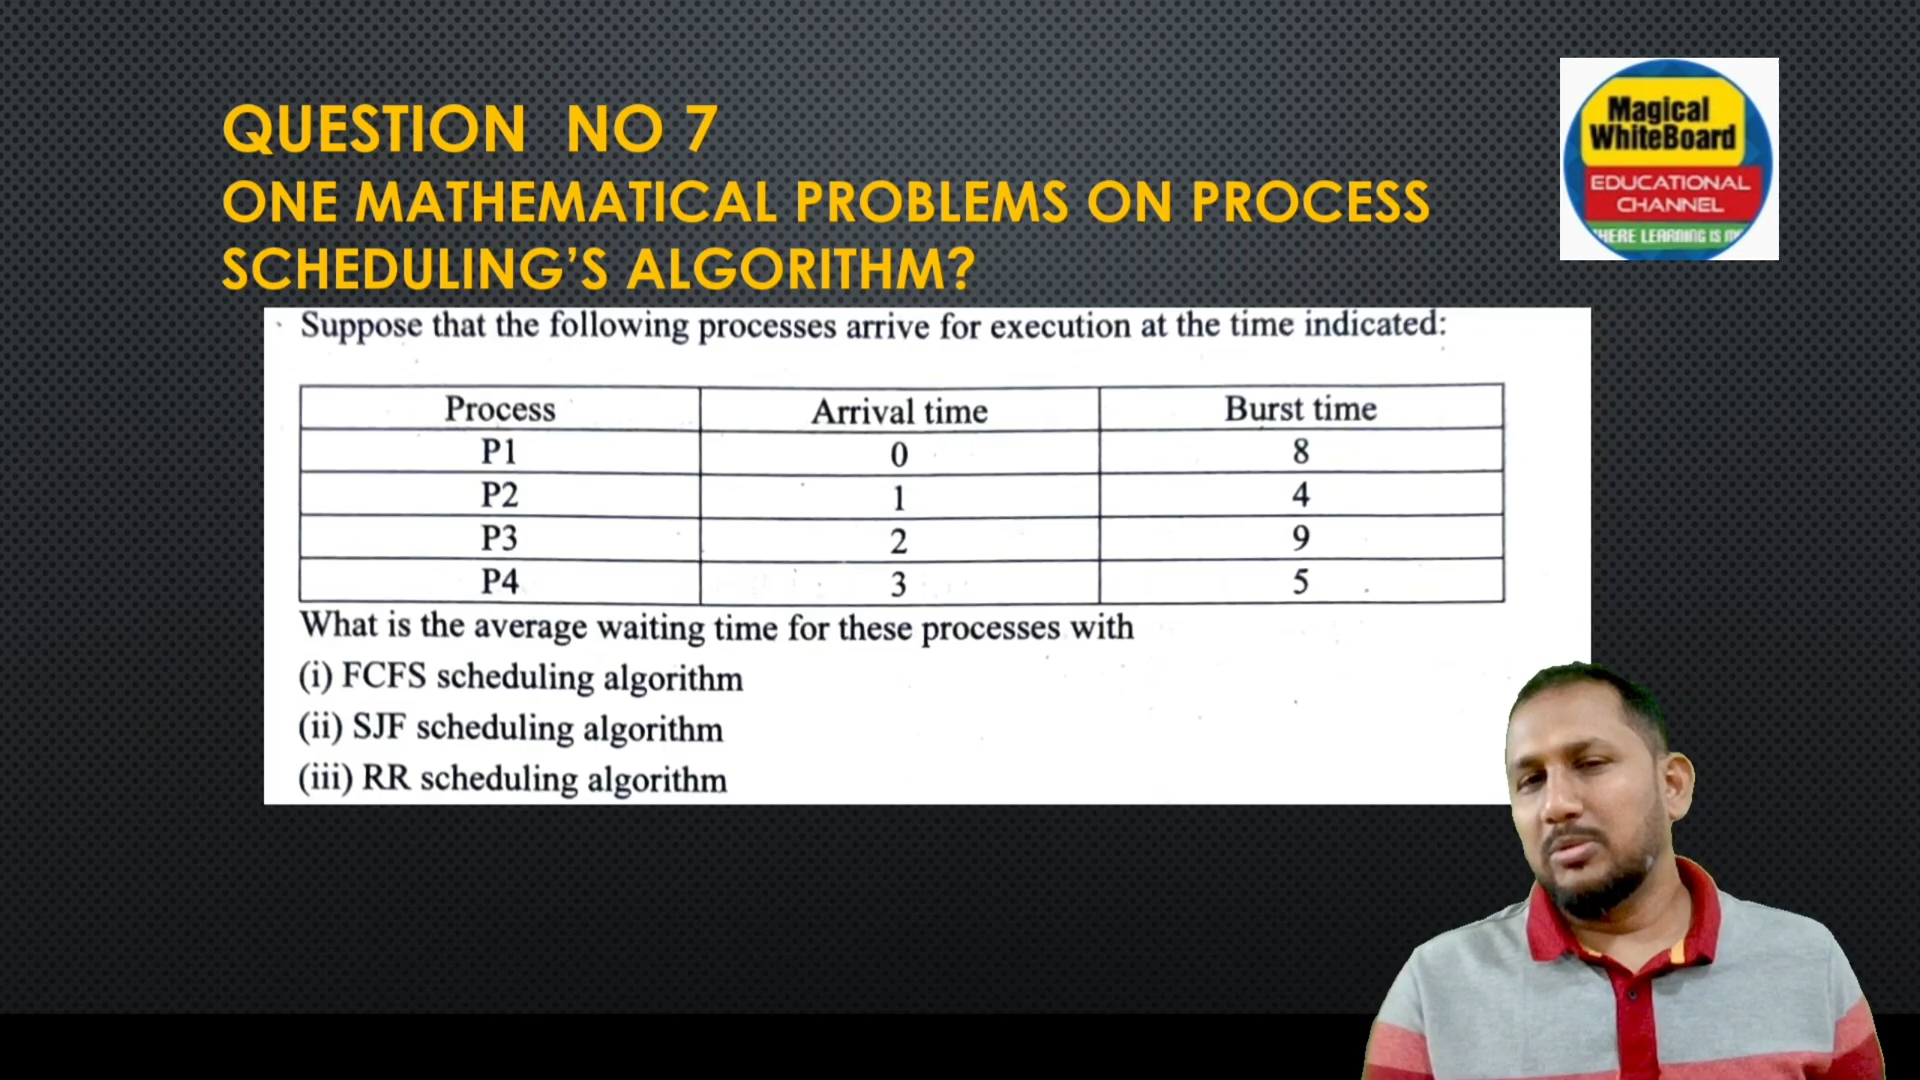 QUESTION NO 7
ONE MATHEMATICAL PROBLEMS ON PROCESS
SCHEDULING’S ALGORITHM?
Magical
WhiteBoard
EDUCATIONAL
CHANNEL
HERE LEARNING IS
Suppose that the following processes arrive for execution at the time indicated:
Process Arrival time Burst time
P1 0 8
P2 1 4
P3 2 9
P4 3 5
What is the average waiting time for these processes with
(i) FCFS scheduling algorithm
(ii) SJF scheduling algorithm
(iii) RR scheduling algorithm